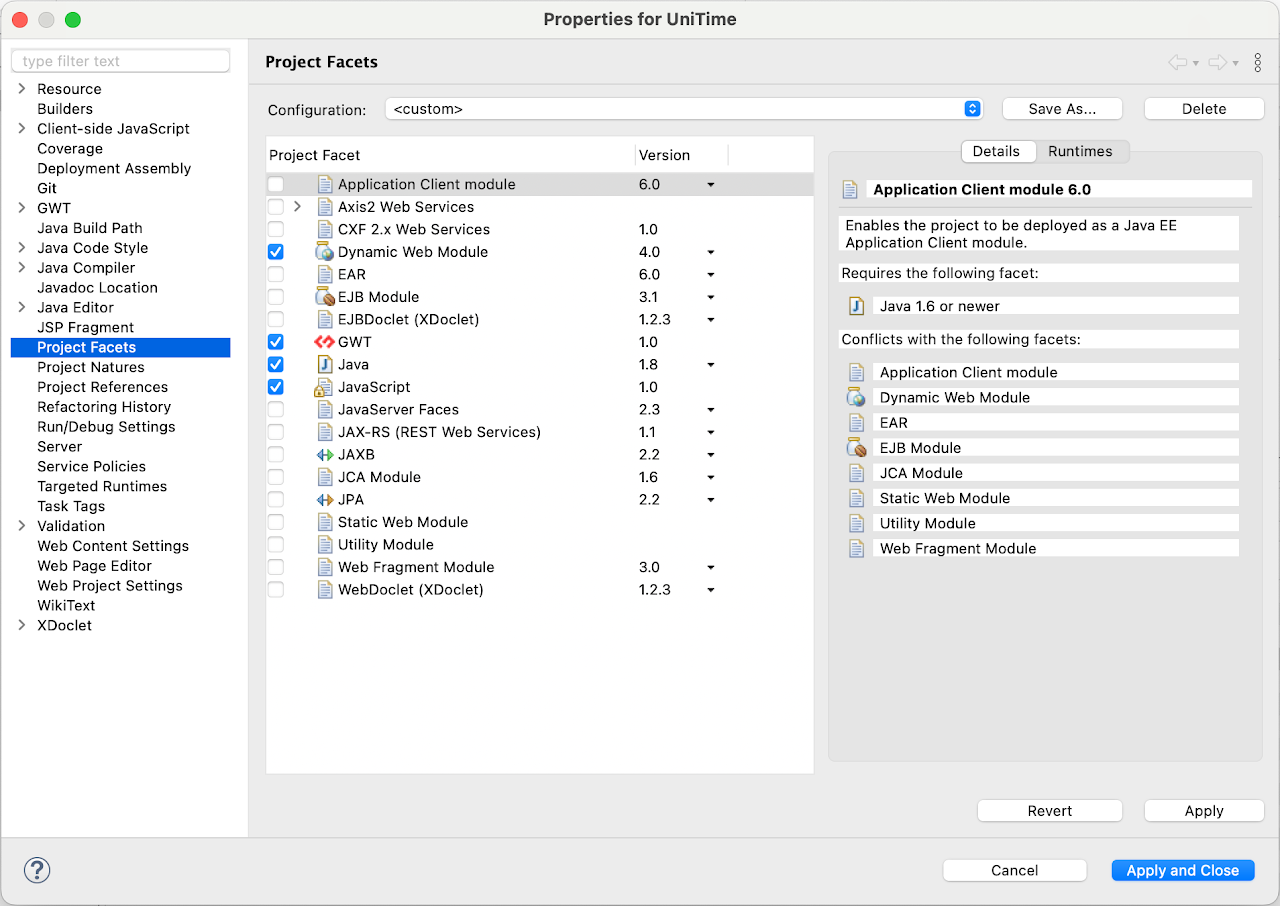 Properties for UniTime
type filter text
Resource
Builders
Client-side JavaScript
Coverage
Deployment Assembly
Git
GWT
Java Build Path
Java Code Style
Java Compiler
Javadoc Location
Java Editor
JSP Fragment
Project Facets
Project Natures
Project References
Refactoring History
Run/Debug Settings
Server
Service Policies
Targeted Runtimes
Task Tags
Validation
Web Content Settings
Web Page Editor
Web Project Settings
WikiText
XDoclet
Project Facets
Configuration: <custom> Save As... Delete
Project Facet Version
Application Client module 6.0
Axis2 Web Services
CXF 2.x Web Services 1.0
Dynamic Web Module 4.0
EAR 6.0
EJB Module 3.1
EJBDoclet (XDoclet) 1.2.3
GWT 1.0
Java 1.8
JavaScript 1.0
JavaServer Faces 2.3
JAX-RS (REST Web Services) 1.1
JAXB 2.2
JCA Module 1.6
JPA 2.2
Static Web Module
Utility Module
Web Fragment Module 3.0
WebDoclet (XDoclet) 1.2.3
Details Runtimes
Application Client module 6.0
Enables the project to be deployed as a Java EE
Application Client module.
Requires the following facet:
Java 1.6 or newer
Conflicts with the following facets:
Application Client module
Dynamic Web Module
EAR
EJB Module
JCA Module
Static Web Module
Utility Module
Web Fragment Module
Revert Apply
? Cancel Apply and Close